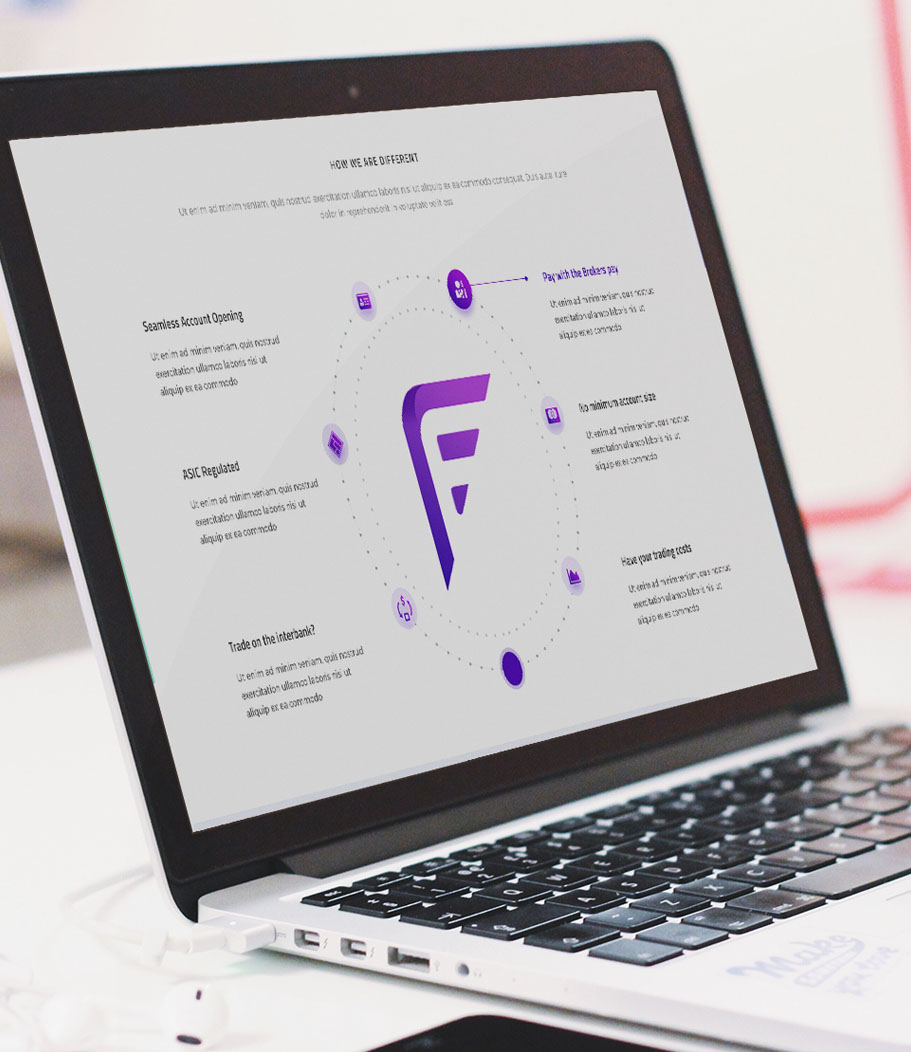 HOW WE ARE DIFFERENT
Ut enim ad minim veniam, quis nostrud exercitation ullamco laboris nisi ut aliquip ex ea commodo consequat. Duis aute irure
dolor in reprehenderit in voluptate velit ess
Seamless Account Opening
Ut enim ad minim veniam, quis nostrud
exercitation ullamco laboris nisi ut
aliquip ex ea commodo
ASIC Regulated
Ut enim ad minim veniam, quis nostrud
exercitation ullamco laboris nisi ut
aliquip ex ea commodo
Trade on the interbank?
Ut enim ad minim veniam, quis nostrud
exercitation ullamco laboris nisi ut
aliquip ex ea commodo
Pay with the Brokers pay
Ut enim ad minim veniam, quis nostrud
exercitation ullamco laboris nisi ut
aliquip ex ea commodo
No minimum account size
Ut enim ad minim veniam, quis nostrud
exercitation ullamco laboris nisi ut
aliquip ex ea commodo
Have your trading costs
Ut enim ad minim veniam, quis nostrud
exercitation ullamco laboris nisi ut
aliquip ex ea commodo
Make
you love